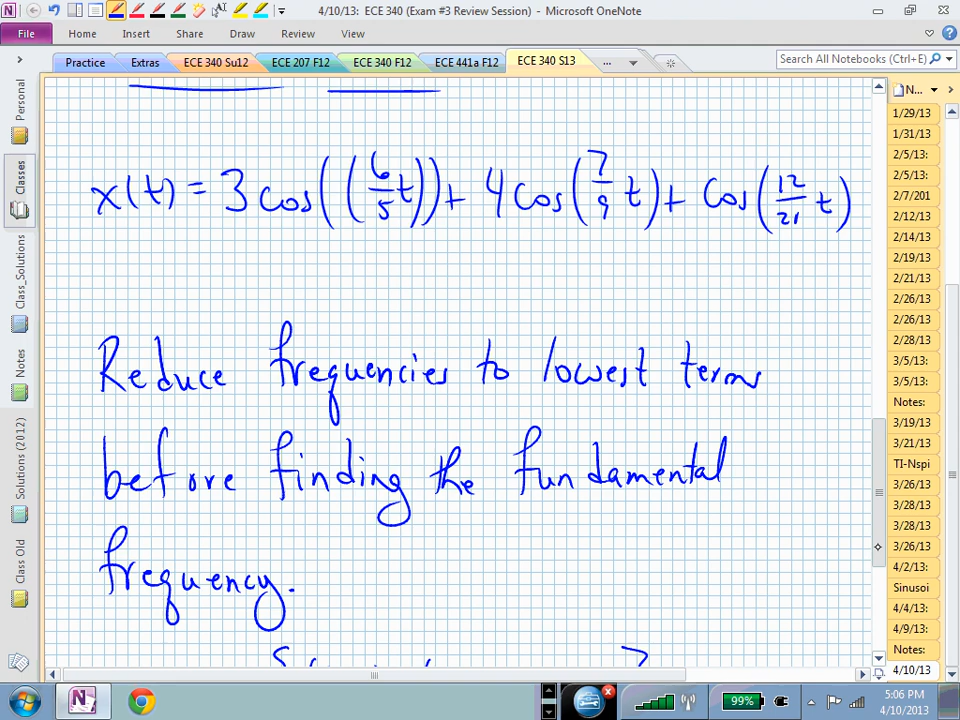 4/10/13: ECE 340 (Exam #3 Review Session) - Microsoft OneNote
File Home Insert Share Draw Review View
Practice Extras ECE 340 Su12 ECE 207 F12 ECE 340 F12 ECE 441a F12 ECE 340 S13 ... Search All Notebooks (Ctrl+E)
Personal
Classes
Class_Solutions
Notes
Solutions (2012)
Class Old
x(t) = 3 cos((6/5 t)) + 4 cos(7/9 t) + cos(12/21 t)
Reduce frequencies to lowest terms
before finding the fundamental
frequency.
N...
1/29/13
1/31/13
2/5/13:
2/5/13:
2/7/201
2/12/13
2/14/13
2/19/13
2/21/13
2/26/13
2/26/13
2/28/13
3/5/13:
3/5/13:
Notes:
3/19/13
3/21/13
TI-Nspi
3/26/13
3/28/13
3/28/13
3/26/13
4/2/13:
Sinusoi
4/4/13:
4/9/13:
Notes:
4/10/13
99%
5:06 PM
4/10/2013